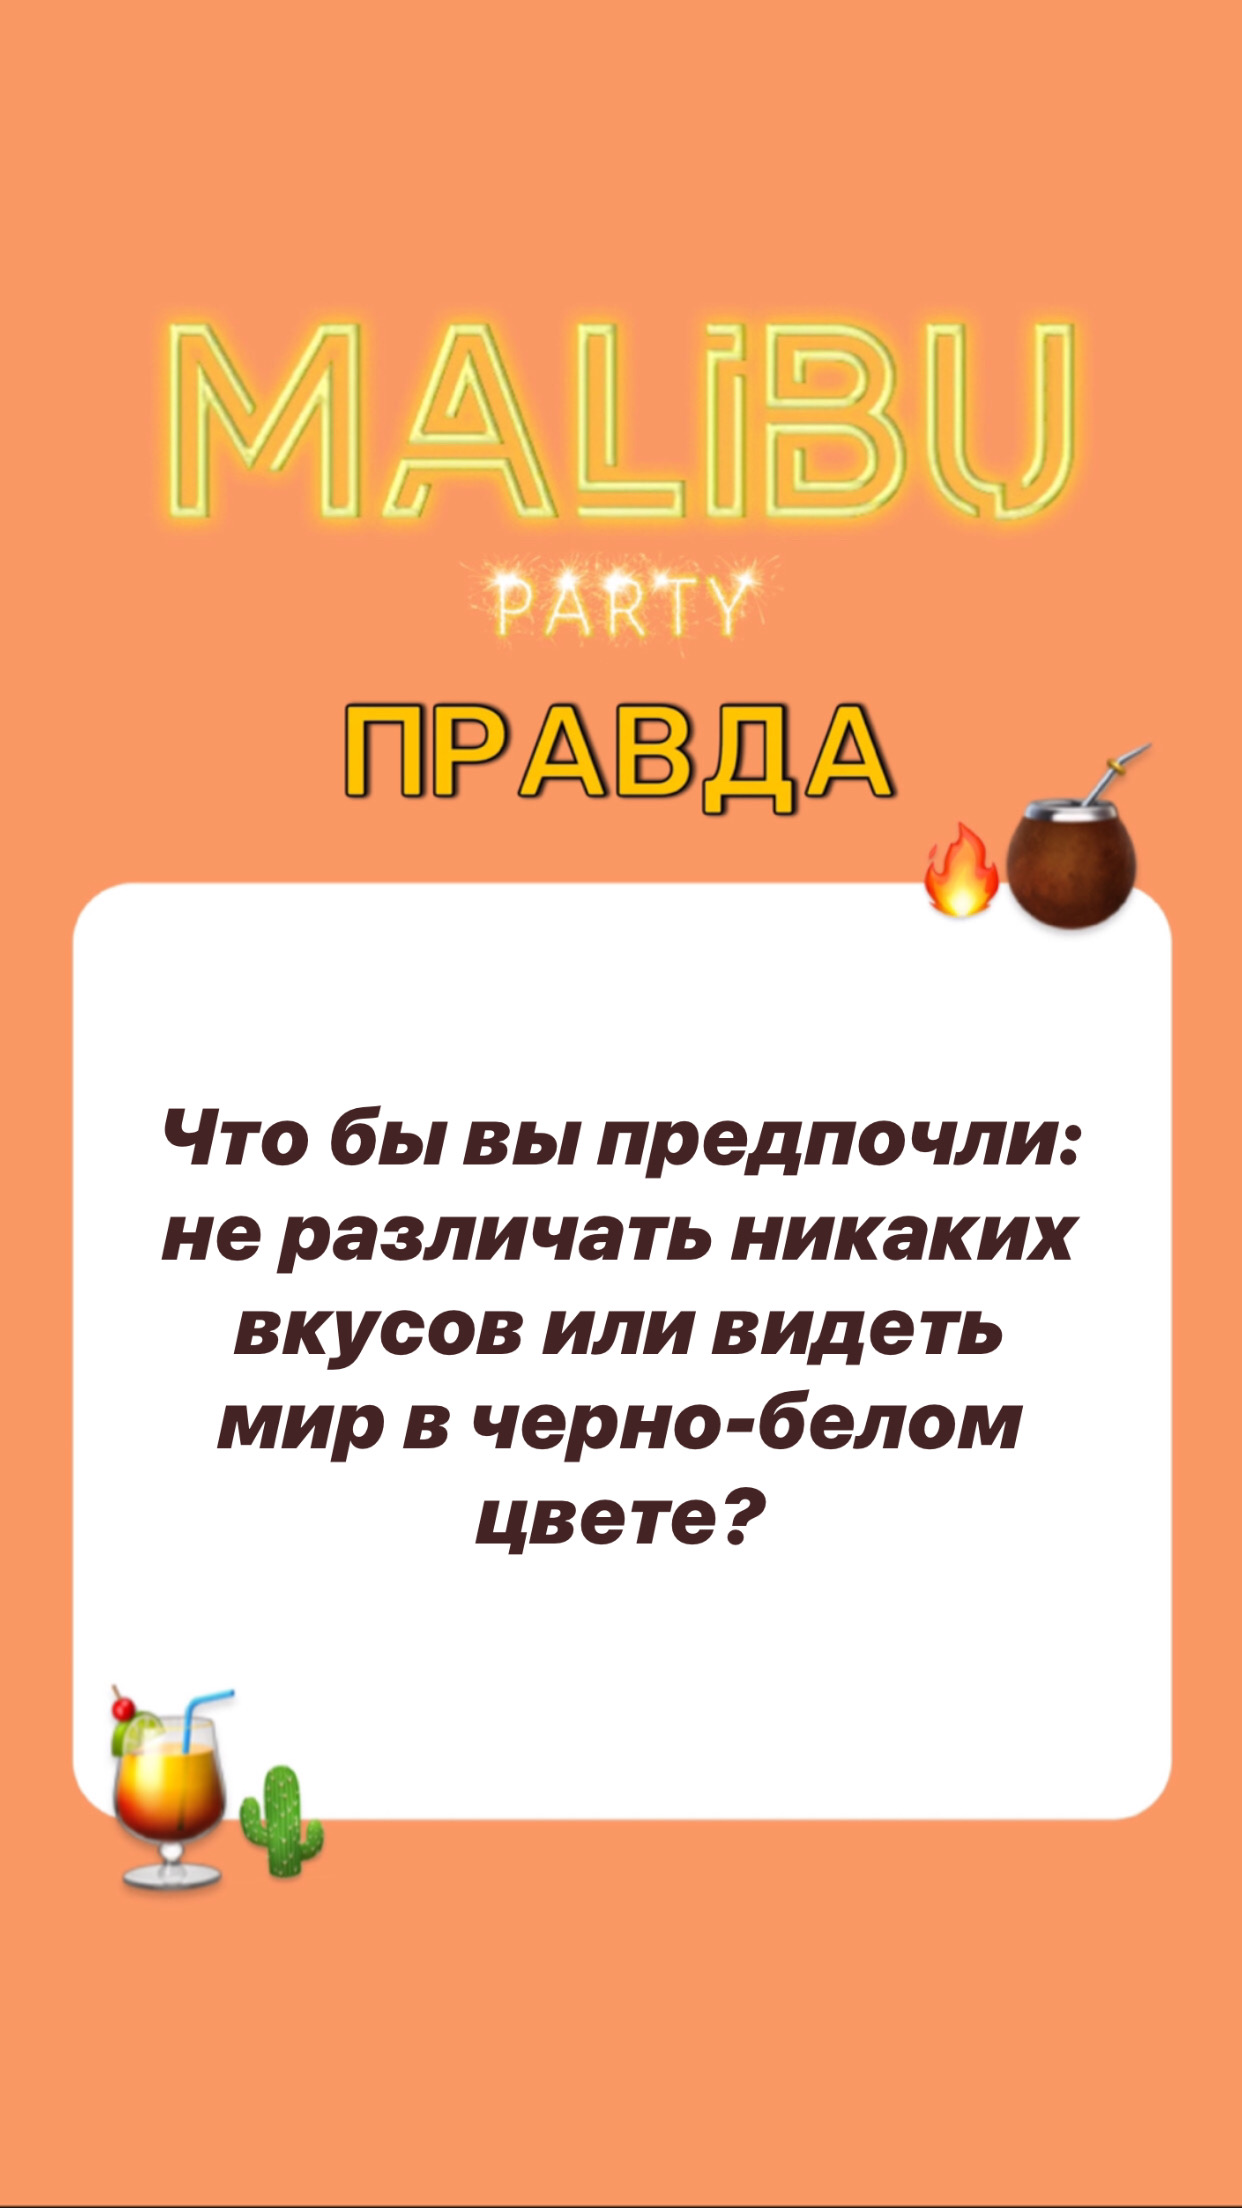 MALiBU
PARTY
ПРАВДА
Что бы вы предпочли:
не различать никаких
вкусов или видеть
мир в черно-белом
цвете?